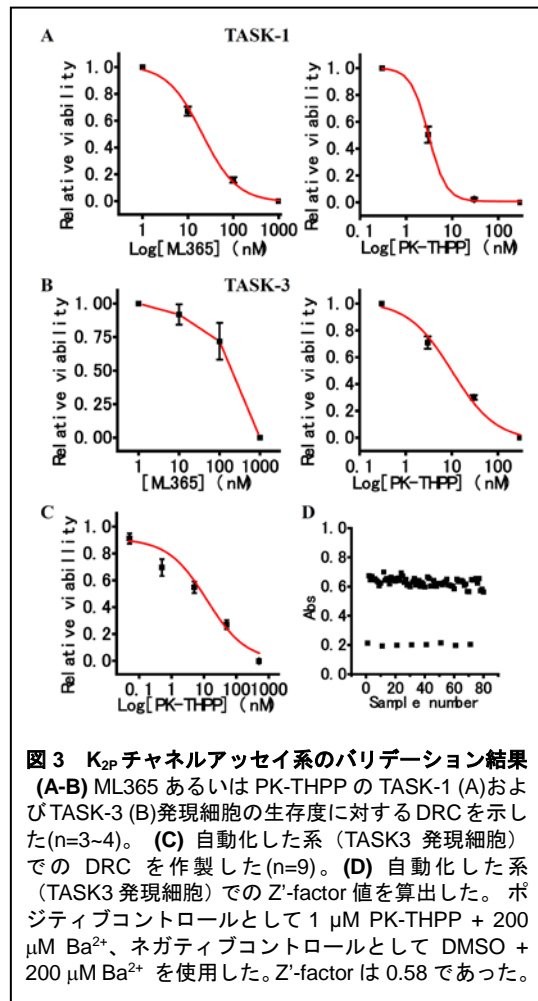 A TASK-1
Relative viability
1.0
0.8
0.6
0.4
0.2
0.0
1 10 100 1000
Log[ML365] (nM)
Relative viability
1.0
0.8
0.6
0.4
0.2
0.0
0.1 1 10 100
Log[PK-THPP] (nM)
B TASK-3
Relative viability
1.00
0.75
0.50
0.25
0.00
1 10 100 1000
[ML365] (nM)
Relative viability
1.0
0.8
0.6
0.4
0.2
0.0
0.1 1 10 100
Log[PK-THPP] (nM)
C
Relative viability
1.0
0.8
0.6
0.4
0.2
0.0
0.1 1 10 1001000
Log[PK-THPP] (nM)
D
Abs
1.0
0.8
0.6
0.4
0.2
0.0
0 20 40 60 80
Sample number
図 3 K2P チャネルアッセイ系のバリデーション結果
(A-B) ML365 あるいは PK-THPP の TASK-1 (A)およ
び TASK-3 (B)発現細胞の生存度に対する DRC を示し
た(n=3~4)。 (C) 自動化した系（TASK3 発現細胞）
での DRC を作製した(n=9)。(D) 自動化した系
（TASK3 発現細胞）での Z'-factor 値を算出した。 ポ
ジティブコントロールとして 1 µM PK-THPP + 200
µM Ba2+、ネガティブコントロールとして DMSO +
200 µM Ba2+ を使用した。Z'-factor は 0.58 であった。